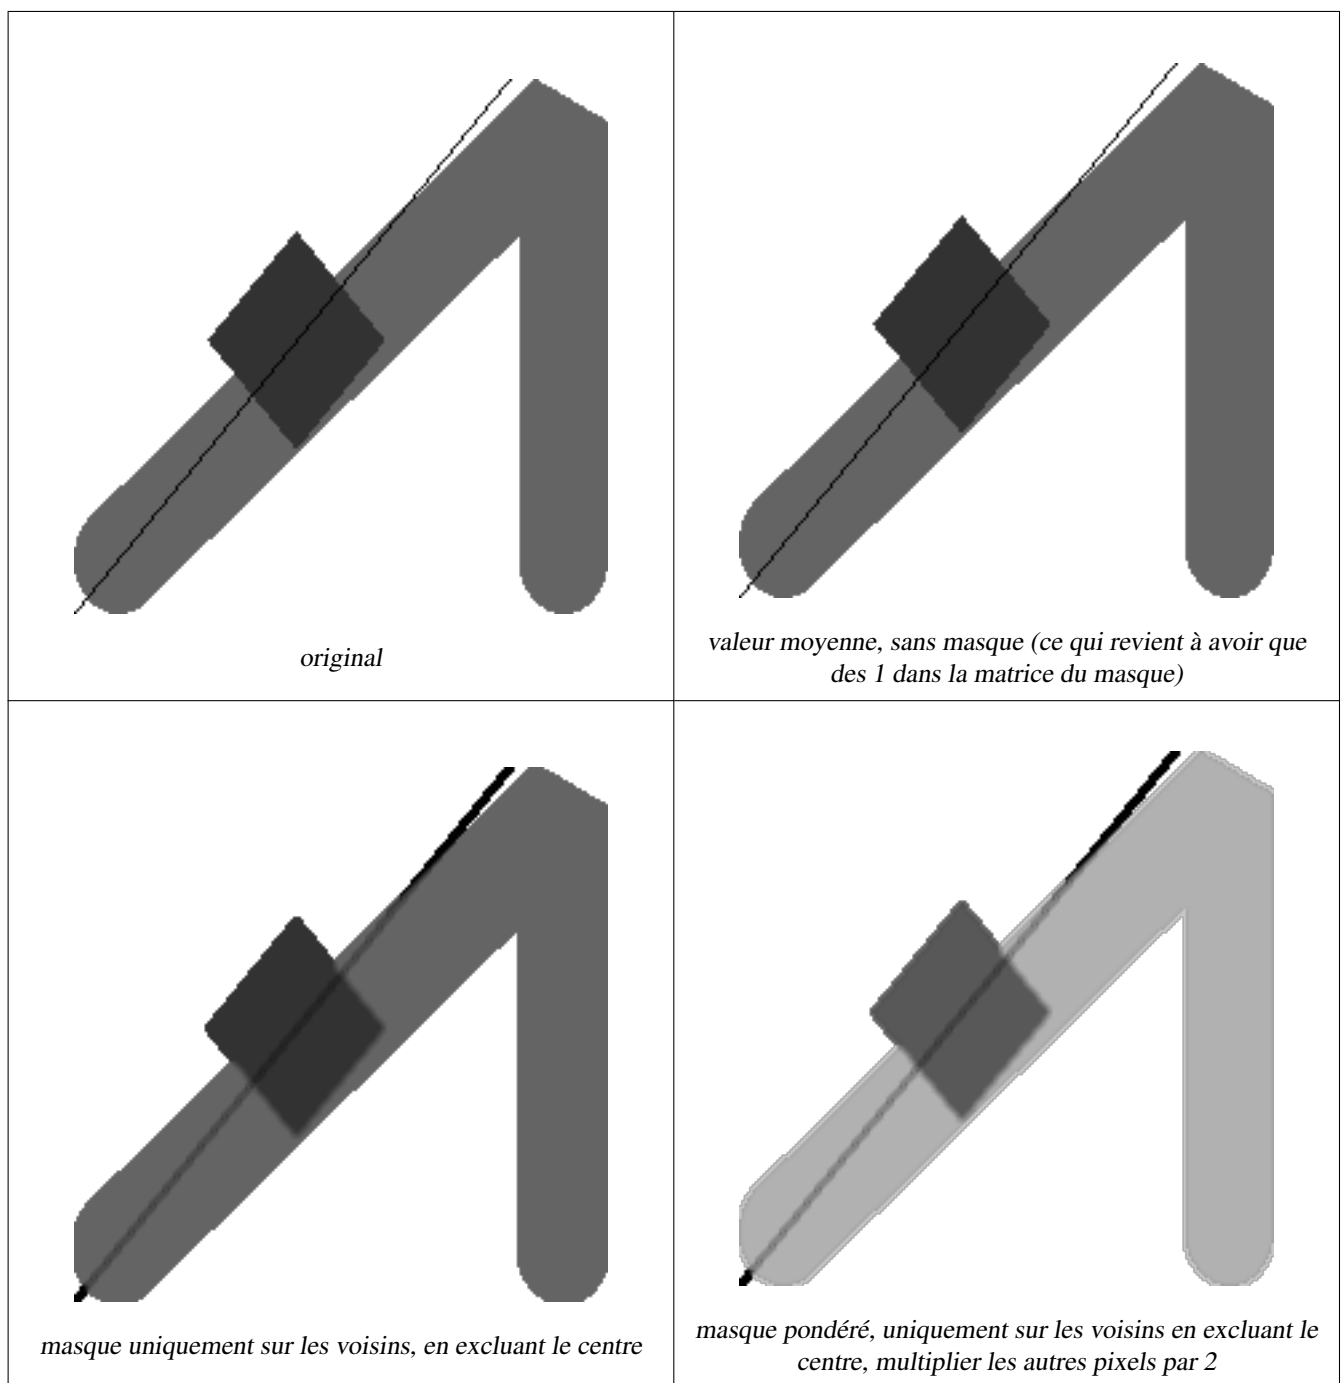 original
valeur moyenne, sans masque (ce qui revient à avoir que
des 1 dans la matrice du masque)
masque uniquement sur les voisins, en excluant le centre
masque pondéré, uniquement sur les voisins en excluant le
centre, multiplier les autres pixels par 2